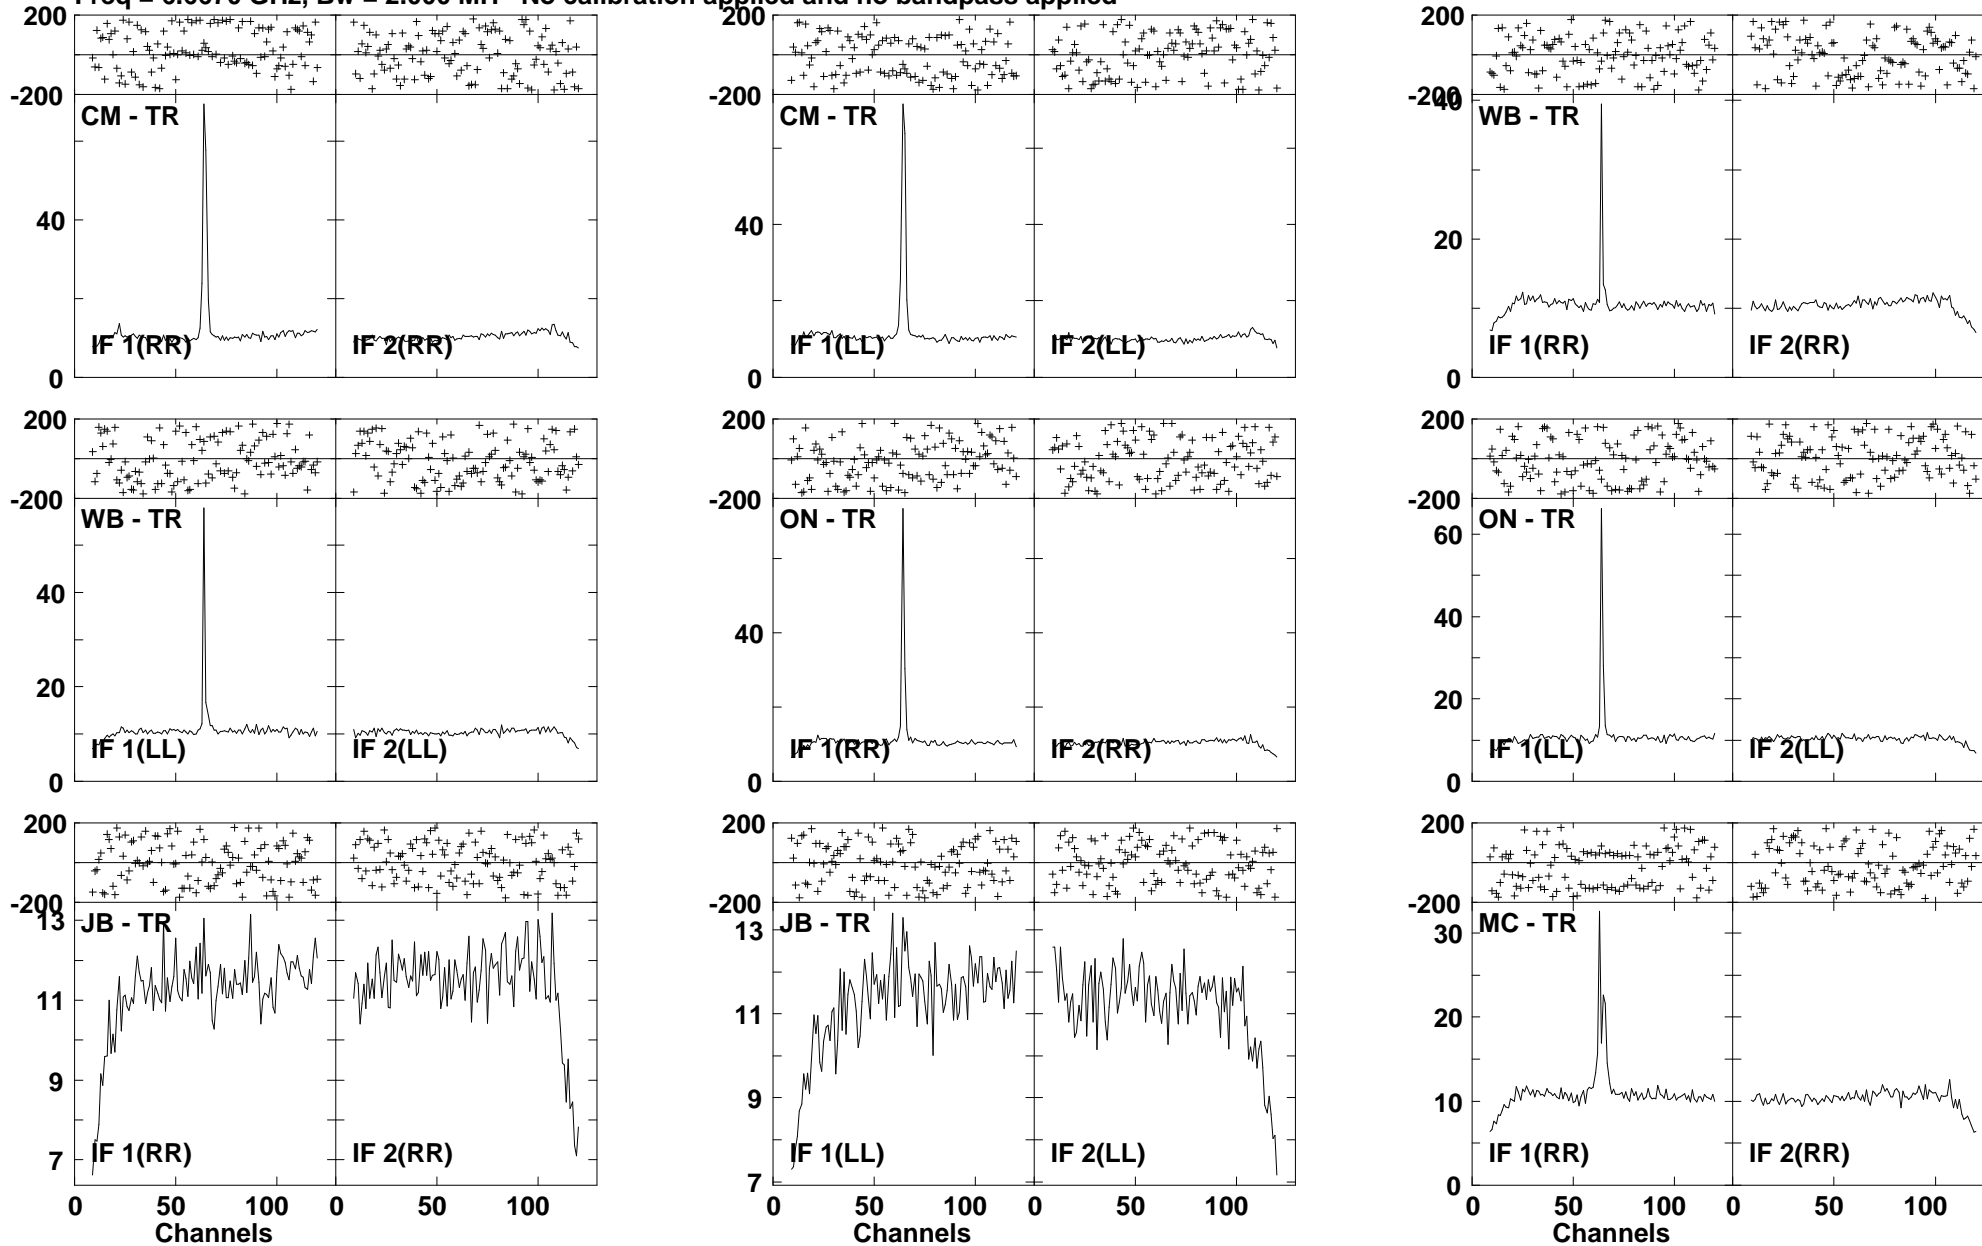 No calibration applied and no bandpass applied
200
-200
CM - TR
40
IF 1(RR)
IF 2(RR)
0
200
-200
CM - TR
40
IF 1(LL)
IF 2(LL)
0
200
-200
40
WB - TR
20
IF 1(RR)
IF 2(RR)
0
200
-200
WB - TR
40
20
IF 1(LL)
IF 2(LL)
0
200
-200
ON - TR
40
IF 1(RR)
IF 2(RR)
0
200
-200
ON - TR
60
40
20
IF 1(LL)
IF 2(LL)
0
200
-200
13
JB - TR
11
9
IF 1(RR)
IF 2(RR)
7
0 50 100 0 50 100
Channels
200
-200
JB - TR
13
11
9
IF 1(LL)
IF 2(LL)
7
0 50 100 0 50 100
Channels
200
-200
MC - TR
30
20
10
IF 1(RR)
IF 2(RR)
0
0 50 100 0 50 100
Channels